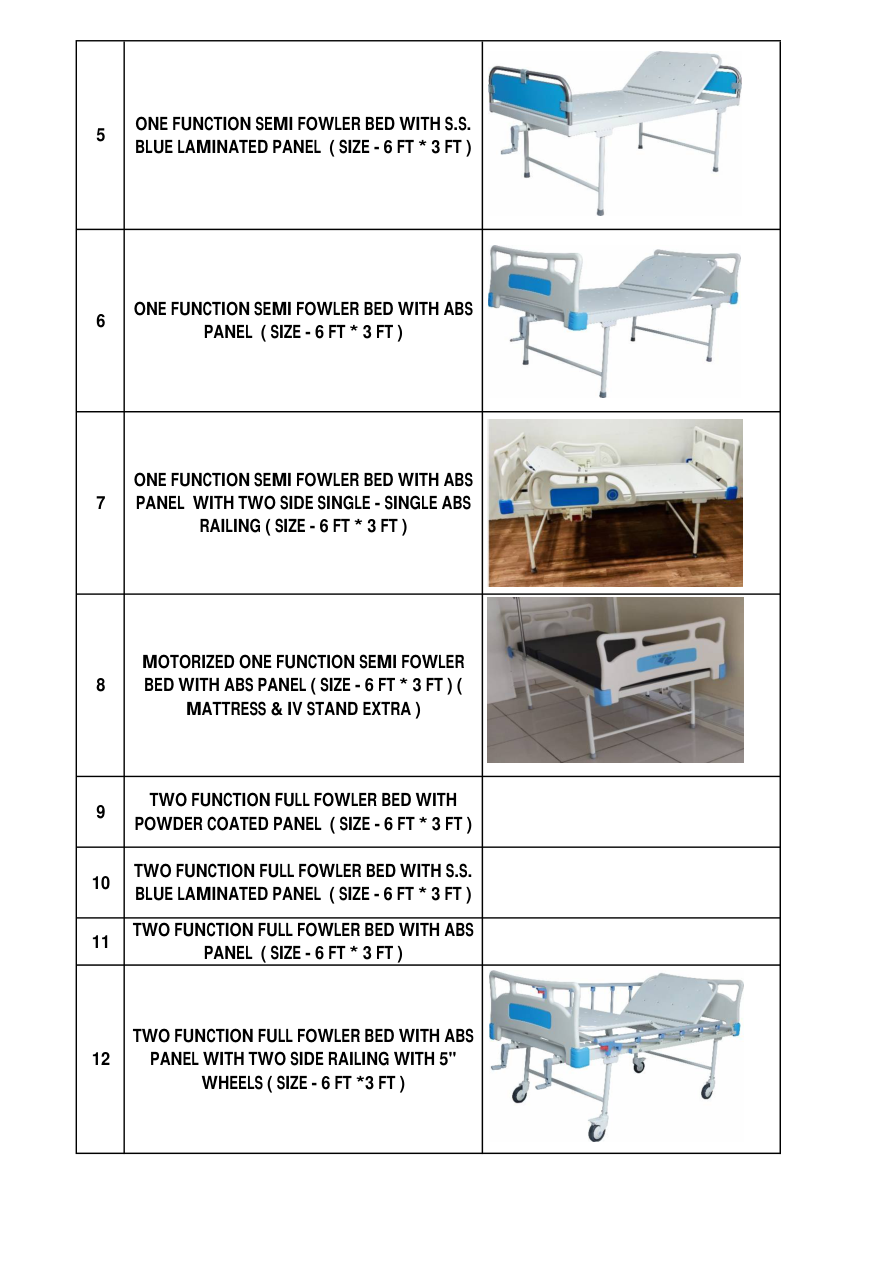 5
ONE FUNCTION SEMI FOWLER BED WITH S.S.
BLUE LAMINATED PANEL ( SIZE - 6 FT * 3 FT )
6
ONE FUNCTION SEMI FOWLER BED WITH ABS
PANEL ( SIZE - 6 FT * 3 FT )
7
ONE FUNCTION SEMI FOWLER BED WITH ABS
PANEL WITH TWO SIDE SINGLE - SINGLE ABS
RAILING ( SIZE - 6 FT * 3 FT )
8
MOTORIZED ONE FUNCTION SEMI FOWLER
BED WITH ABS PANEL ( SIZE - 6 FT * 3 FT ) (
MATTRESS & IV STAND EXTRA )
9
TWO FUNCTION FULL FOWLER BED WITH
POWDER COATED PANEL ( SIZE - 6 FT * 3 FT )
10
TWO FUNCTION FULL FOWLER BED WITH S.S.
BLUE LAMINATED PANEL ( SIZE - 6 FT * 3 FT )
11
TWO FUNCTION FULL FOWLER BED WITH ABS
PANEL ( SIZE - 6 FT * 3 FT )
12
TWO FUNCTION FULL FOWLER BED WITH ABS
PANEL WITH TWO SIDE RAILING WITH 5"
WHEELS ( SIZE - 6 FT *3 FT )